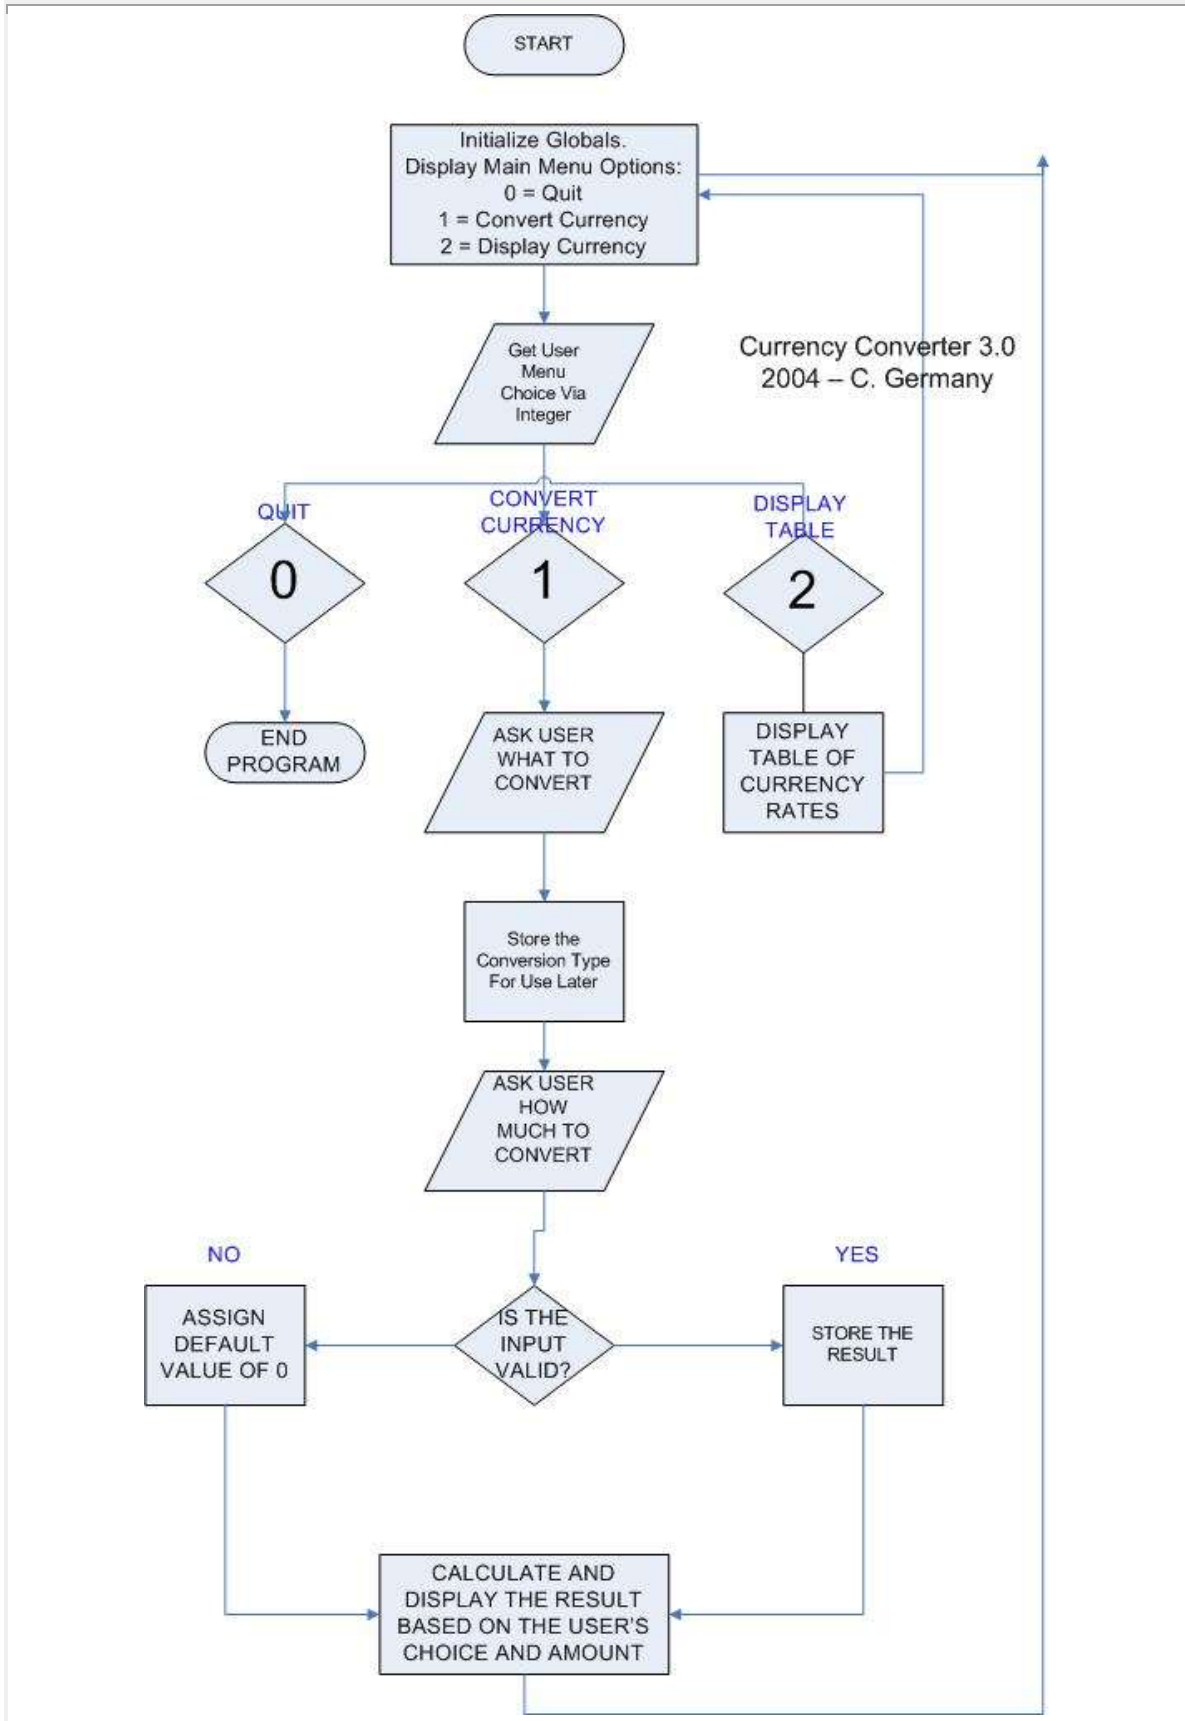 START
Initialize Globals.
Display Main Menu Options:
0 = Quit
1 = Convert Currency
2 = Display Currency
Get User
Menu
Choice Via
Integer
Currency Converter 3.0
2004 – C. Germany
QUIT
CONVERT
CURRENCY
DISPLAY
TABLE
0
1
2
END
PROGRAM
ASK USER
WHAT TO
CONVERT
DISPLAY
TABLE OF
CURRENCY
RATES
Store the
Conversion Type
For Use Later
ASK USER
HOW
MUCH TO
CONVERT
NO
YES
ASSIGN
DEFAULT
VALUE OF 0
IS THE
INPUT
VALID?
STORE THE
RESULT
CALCULATE AND
DISPLAY THE RESULT
BASED ON THE USER'S
CHOICE AND AMOUNT